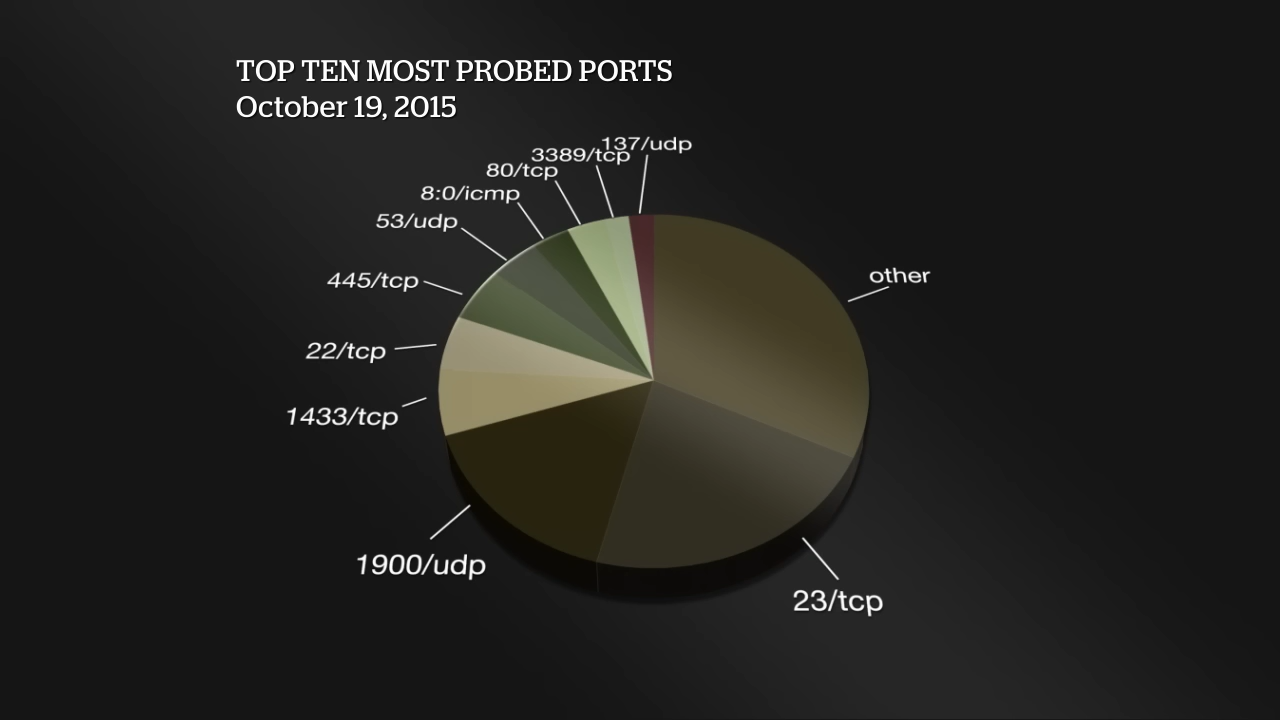 TOP TEN MOST PROBED PORTS
October 19, 2015
137/udp
3389/tcp
80/tcp
8:0/icmp
53/udp
445/tcp
other
22/tcp
1433/tcp
1900/udp
23/tcp